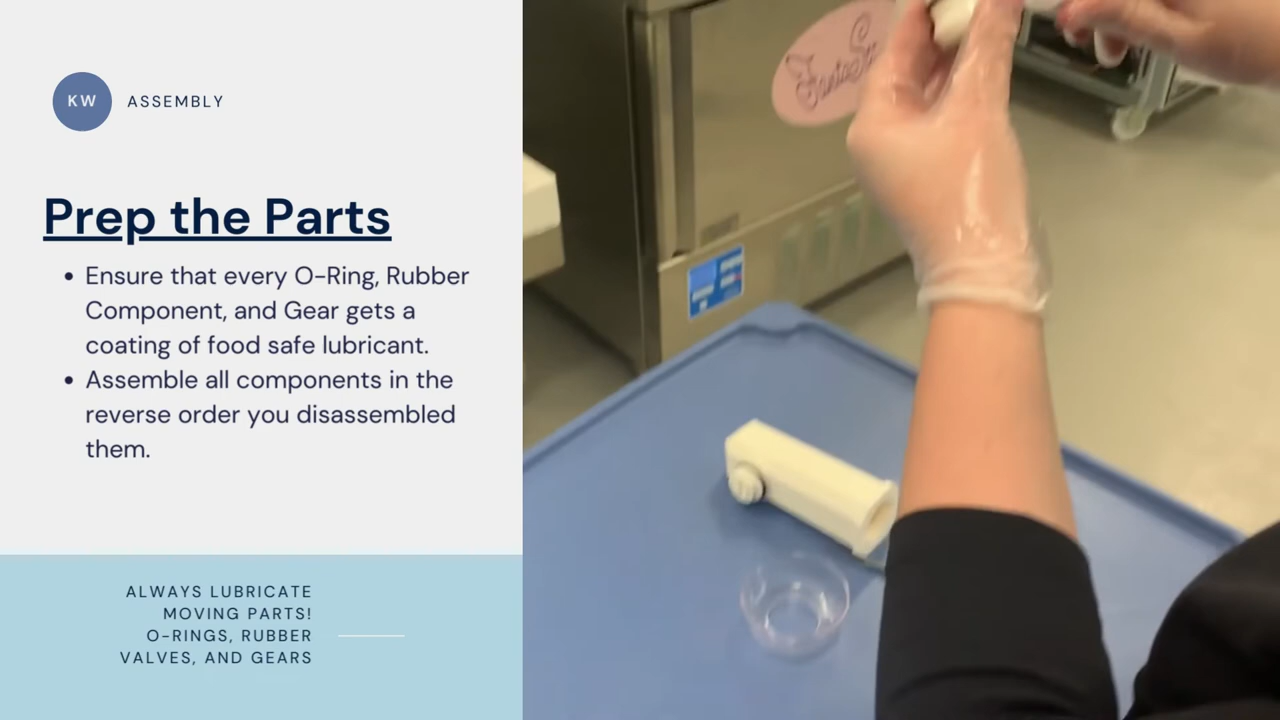 KW
ASSEMBLY
Prep the Parts
• Ensure that every O-Ring, Rubber
Component, and Gear gets a
coating of food safe lubricant.
• Assemble all components in the
reverse order you disassembled
them.
ALWAYS LUBRICATE
MOVING PARTS!
O-RINGS, RUBBER
VALVES, AND GEARS